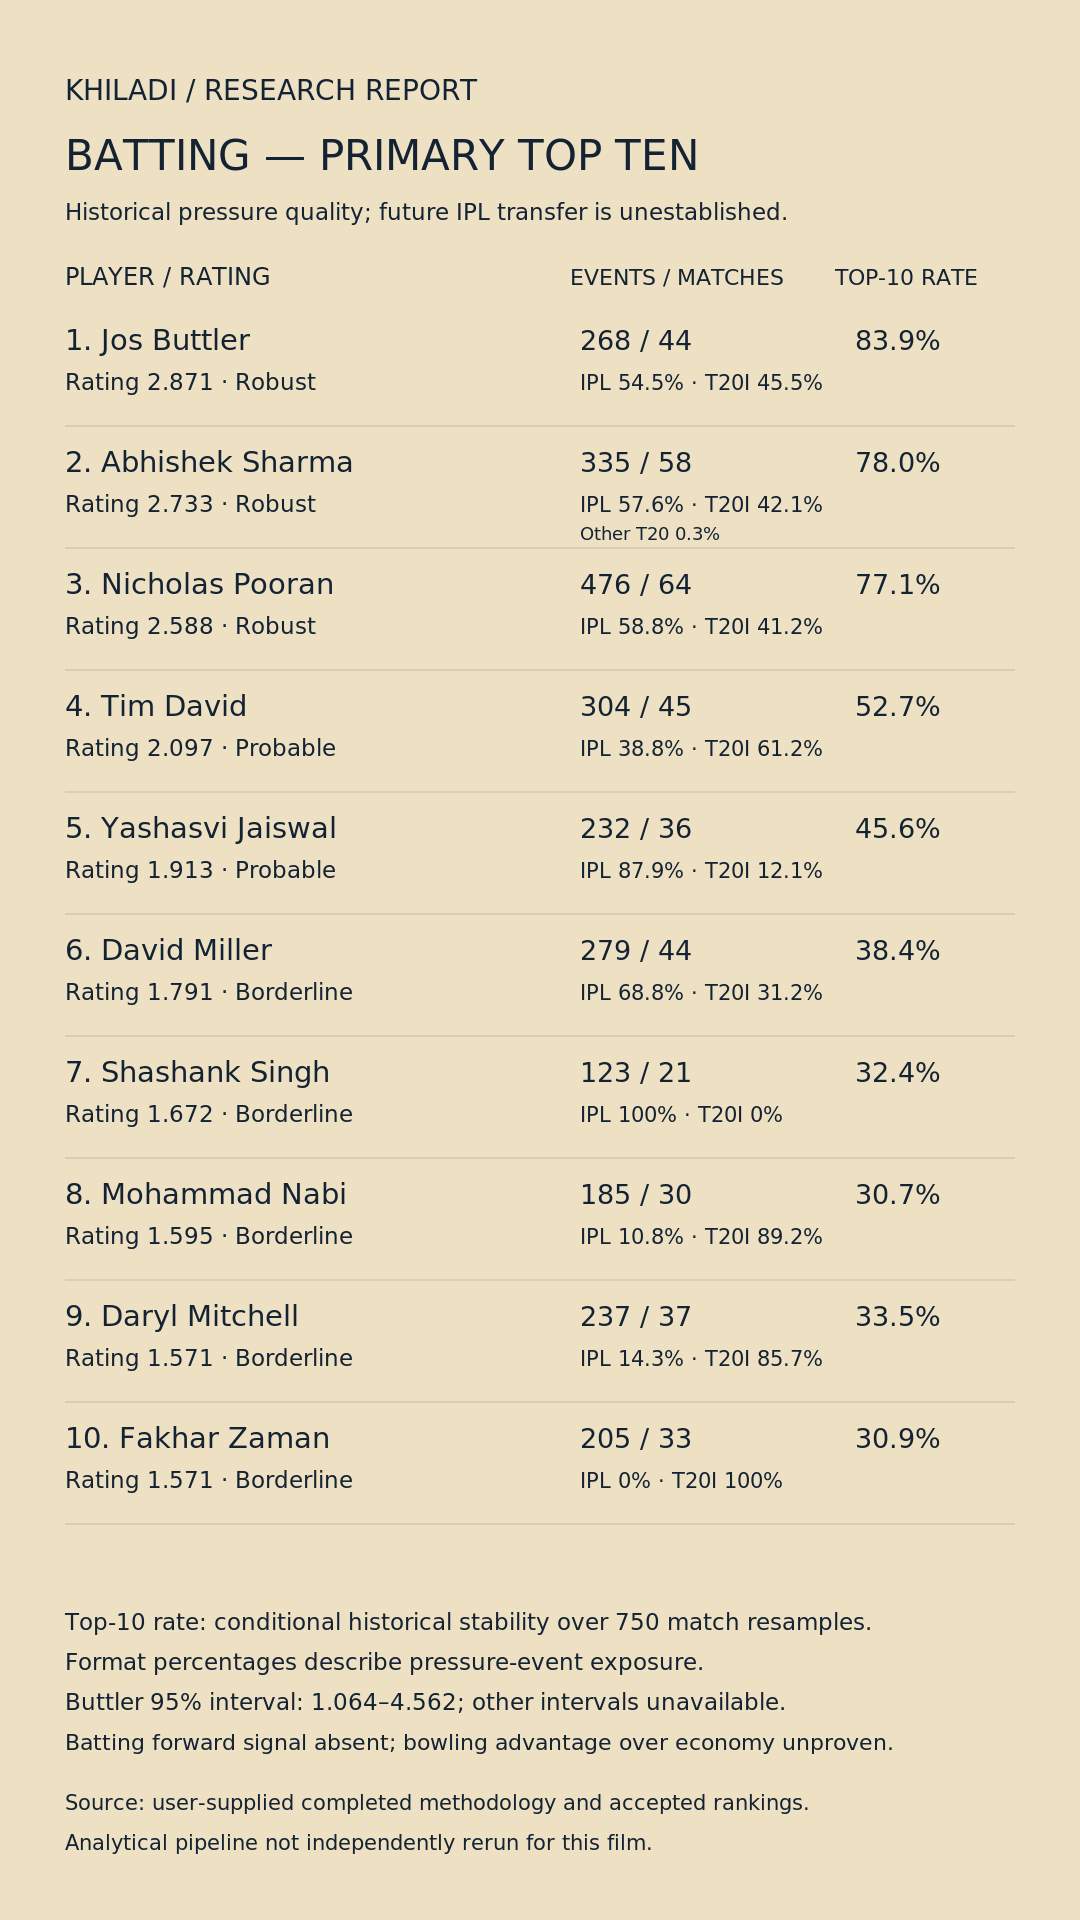 KHILADI / RESEARCH REPORT
BATTING — PRIMARY TOP TEN
Historical pressure quality; future IPL transfer is unestablished.
PLAYER / RATING EVENTS / MATCHES TOP-10 RATE
1. Jos Buttler 268 / 44 83.9%
Rating 2.871 · Robust IPL 54.5% · T20I 45.5%
2. Abhishek Sharma 335 / 58 78.0%
Rating 2.733 · Robust IPL 57.6% · T20I 42.1%
Other T20 0.3%
3. Nicholas Pooran 476 / 64 77.1%
Rating 2.588 · Robust IPL 58.8% · T20I 41.2%
4. Tim David 304 / 45 52.7%
Rating 2.097 · Probable IPL 38.8% · T20I 61.2%
5. Yashasvi Jaiswal 232 / 36 45.6%
Rating 1.913 · Probable IPL 87.9% · T20I 12.1%
6. David Miller 279 / 44 38.4%
Rating 1.791 · Borderline IPL 68.8% · T20I 31.2%
7. Shashank Singh 123 / 21 32.4%
Rating 1.672 · Borderline IPL 100% · T20I 0%
8. Mohammad Nabi 185 / 30 30.7%
Rating 1.595 · Borderline IPL 10.8% · T20I 89.2%
9. Daryl Mitchell 237 / 37 33.5%
Rating 1.571 · Borderline IPL 14.3% · T20I 85.7%
10. Fakhar Zaman 205 / 33 30.9%
Rating 1.571 · Borderline IPL 0% · T20I 100%
Top-10 rate: conditional historical stability over 750 match resamples.
Format percentages describe pressure-event exposure.
Buttler 95% interval: 1.064–4.562; other intervals unavailable.
Batting forward signal absent; bowling advantage over economy unproven.
Source: user-supplied completed methodology and accepted rankings.
Analytical pipeline not independently rerun for this film.